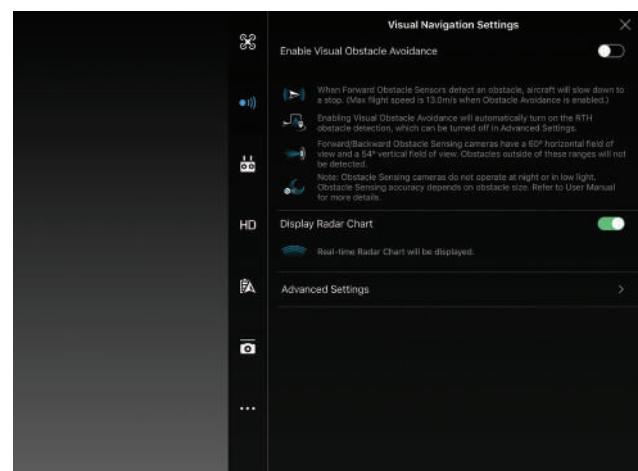 Visual Navigation Settings
Enable Visual Obstacle Avoidance
When Forward Obstacle Sensors detect an obstacle, aircraft will slow down to
a stop. (Max flight speed is 13.0m/s when Obstacle Avoidance is enabled.)
Enabling Visual Obstacle Avoidance will automatically turn on the RTH
obstacle detection, which can be turned off in Advanced Settings.
Forward/Backward Obstacle Sensing cameras have a 60° horizontal field of
view and a 54° vertical field of view. Obstacles outside of these ranges will not
be detected.
Note: Obstacle Sensing cameras do not operate at night or in low light.
Obstacle Sensing accuracy depends on obstacle size. Refer to User Manual
for more details.
HD
Display Radar Chart
Real-time Radar Chart will be displayed.
Advanced Settings